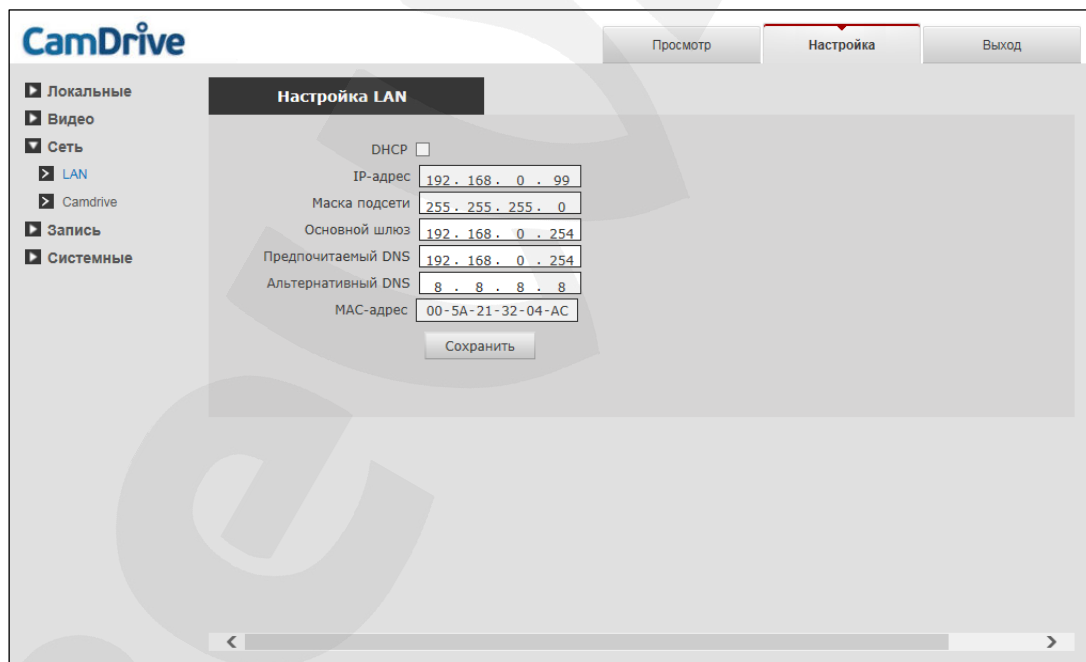 CamDrive
Просмотр
Настройка
Выход
Локальные
Видео
Сеть
LAN
Camdrive
Запись
Системные
Настройка LAN
DHCP
IP-адрес 192. 168. 0 . 99
Маска подсети 255. 255. 255. 0
Основной шлюз 192. 168. 0 . 254
Предпочитаемый DNS 192. 168. 0 . 254
Альтернативный DNS 8 . 8 . 8 . 8
MAC-адрес 00-5A-21-32-04-AC
Сохранить